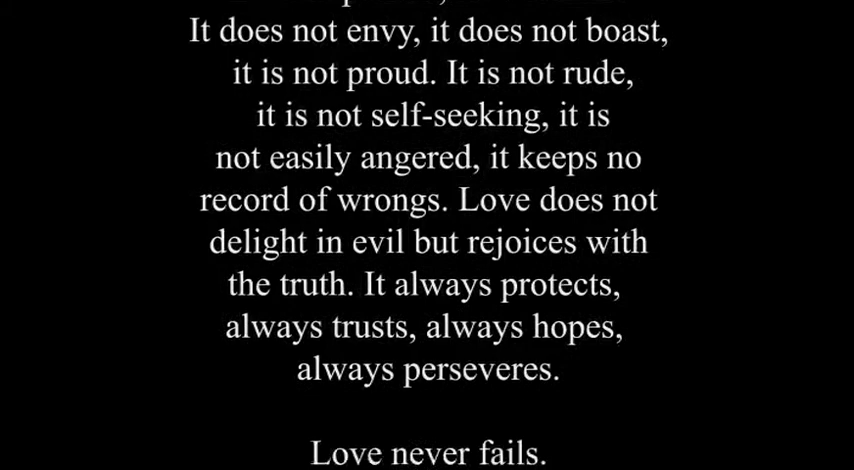 It does not envy, it does not boast,
it is not proud. It is not rude,
it is not self-seeking, it is
not easily angered, it keeps no
record of wrongs. Love does not
delight in evil but rejoices with
the truth. It always protects,
always trusts, always hopes,
always perseveres.
Love never fails.